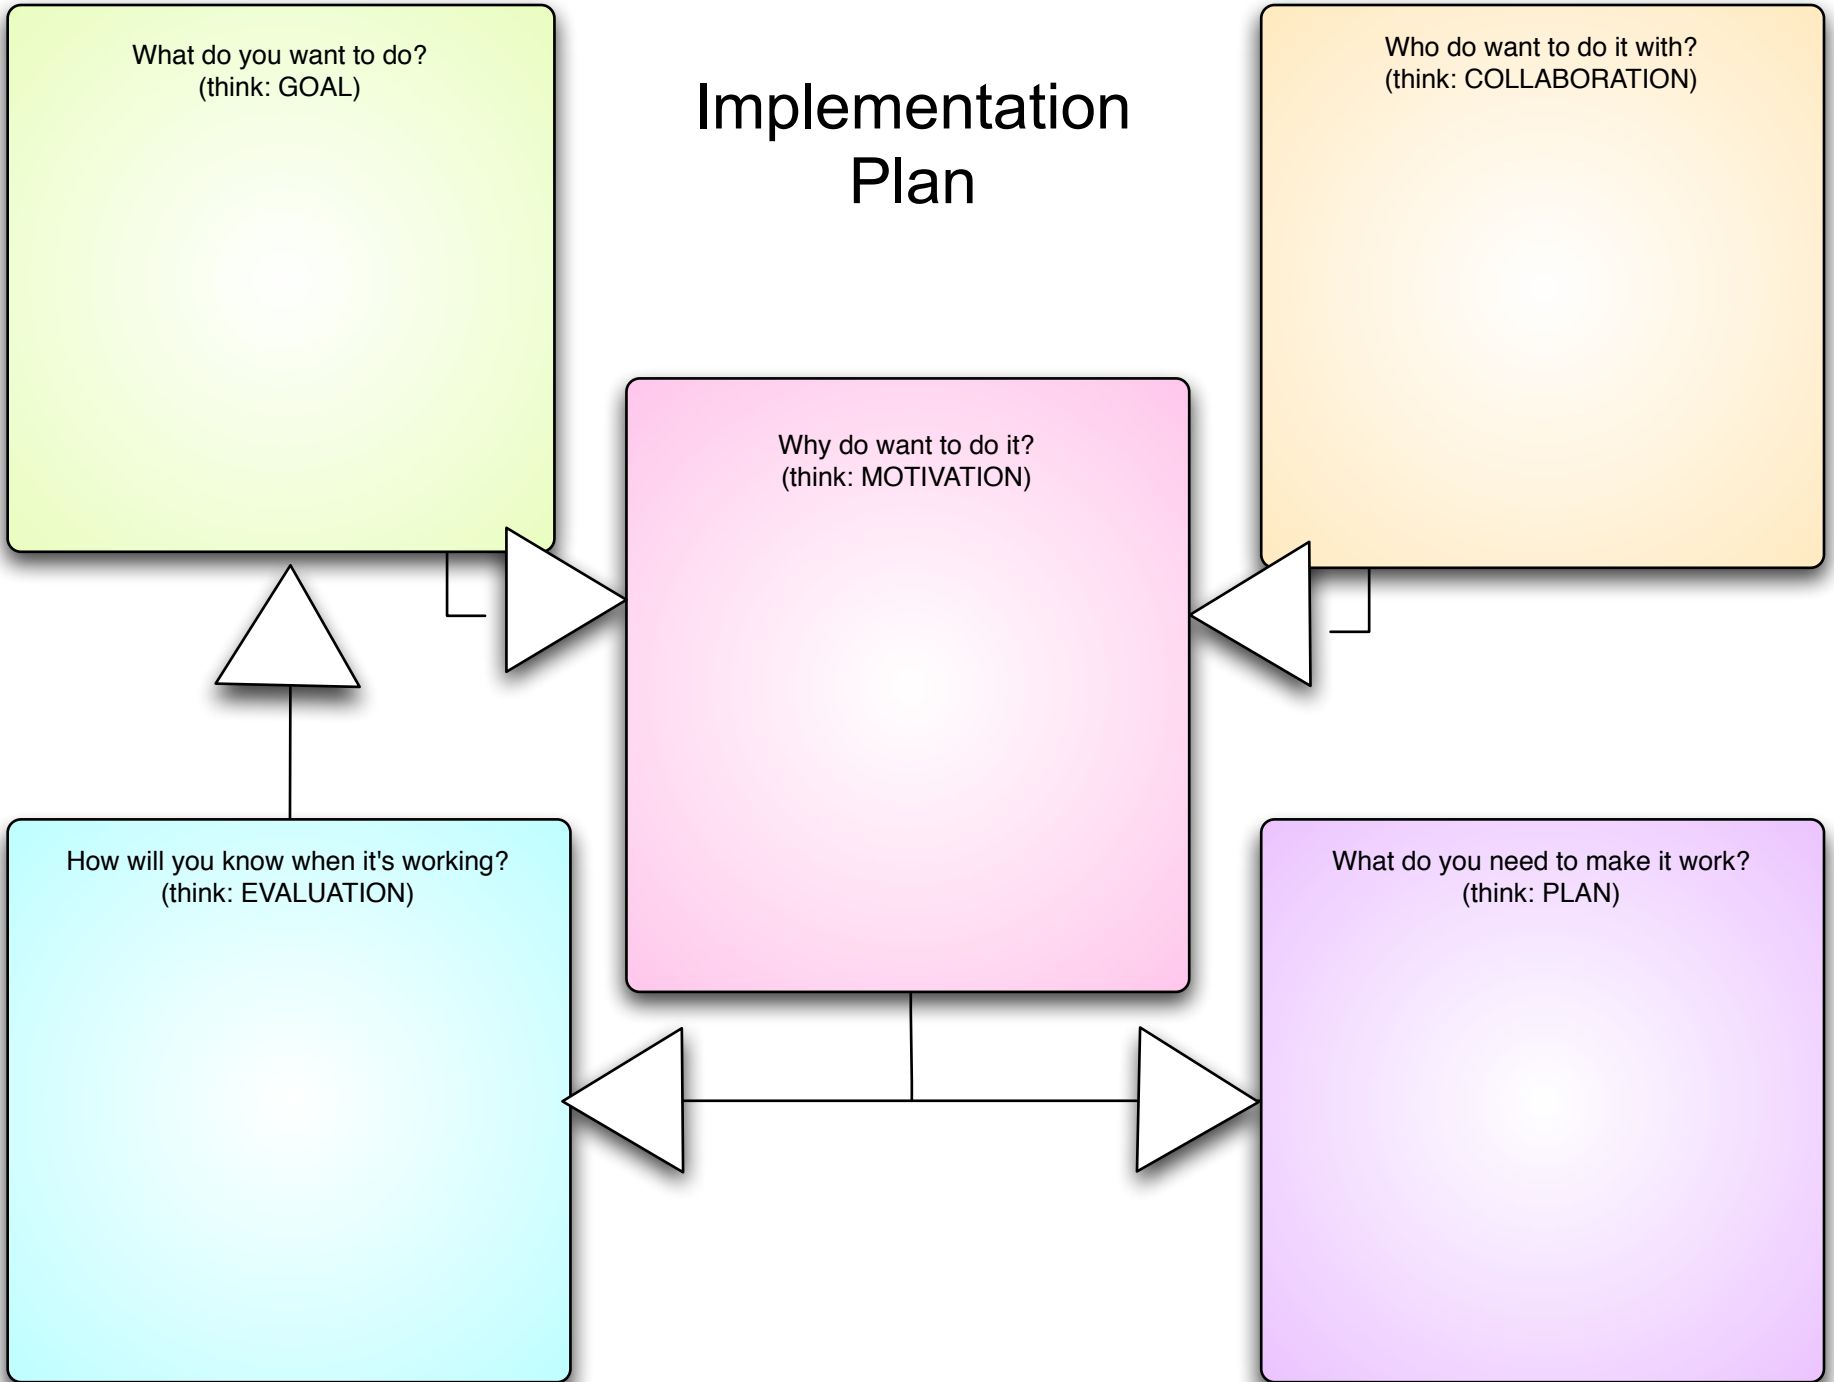 What do you want to do?
(think: GOAL)
Implementation
Plan
Who do want to do it with?
(think: COLLABORATION)
Why do want to do it?
(think: MOTIVATION)
How will you know when it's working?
(think: EVALUATION)
What do you need to make it work?
(think: PLAN)